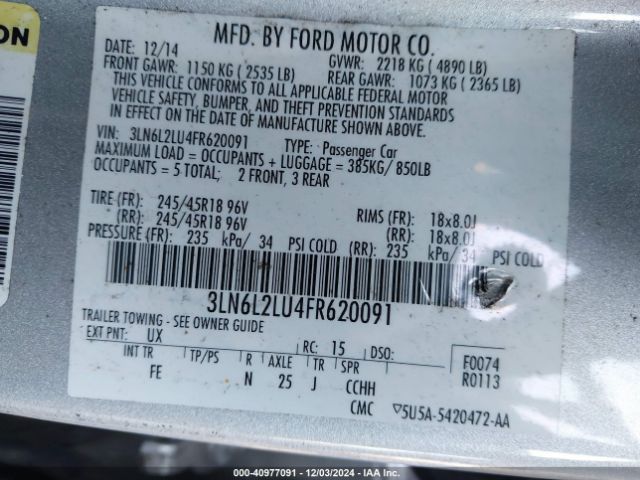 ON
MFD. BY FORD MOTOR CO.
DATE: 12/14
GVWR: 2218 KG ( 4890 LB)
FRONT GAWR: 1150 KG ( 2535 LB)
REAR GAWR: 1073 KG ( 2365 LB)
THIS VEHICLE CONFORMS TO ALL APPLICABLE FEDERAL MOTOR
VEHICLE SAFETY, BUMPER, AND THEFT PREVENTION STANDARDS
IN EFFECT ON THE DATE OF MANUFACTURE SHOWN ABOVE.
VIN: 3LN6L2LU4FR620091 TYPE: Passenger Car
MAXIMUM LOAD = OCCUPANTS + LUGGAGE = 385KG/ 850LB
OCCUPANTS = 5 TOTAL; 2 FRONT, 3 REAR
TIRE (FR): 245/45R18 96V RIMS (FR): 18x8.0J
(RR): 245/45R18 96V (RR): 18x8.0J
PRESSURE (FR): 235 kPa/ 34 PSI COLD (RR): 235 kPa/ 34 PSI COLD
3LN6L2LU4FR620091
TRAILER TOWING - SEE OWNER GUIDE
EXT PNT: UX RC: 15 DSO: F0074
INT TR TP/PS R AXLE TR SPR R0113
FE N 25 J CCHH
CMC ▽5U5A-5420472-AA
000-40977091 - 12/03/2024 - IAA Inc.